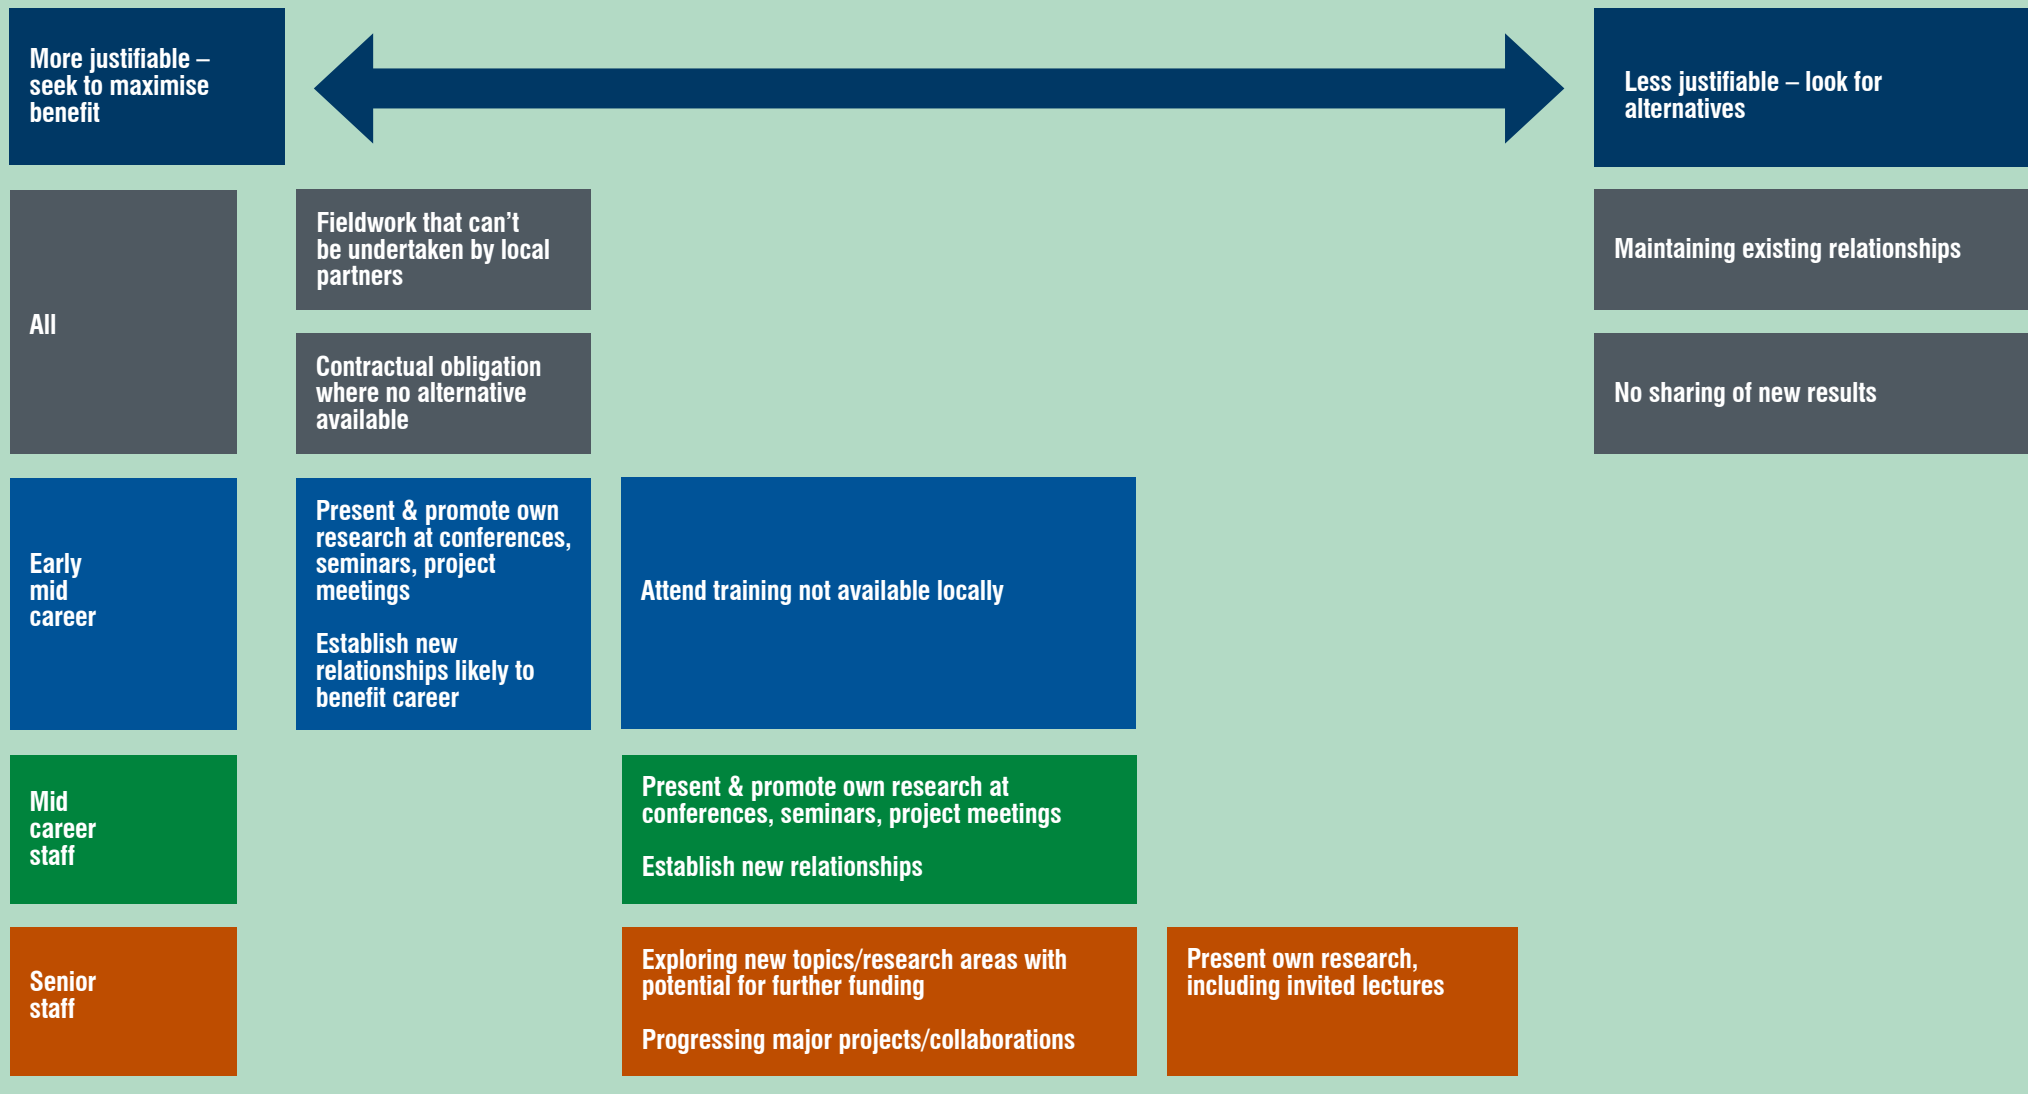 More justifiable –
seek to maximise
benefit
Less justifiable – look for
alternatives
All
Fieldwork that can’t
be undertaken by local
partners
Maintaining existing relationships
Contractual obligation
where no alternative
available
No sharing of new results
Early
mid
career
Present & promote own
research at conferences,
seminars, project
meetings
Establish new
relationships likely to
benefit career
Attend training not available locally
Mid
career
staff
Present & promote own research at
conferences, seminars, project meetings
Establish new relationships
Senior
staff
Exploring new topics/research areas with
potential for further funding
Progressing major projects/collaborations
Present own research,
including invited lectures